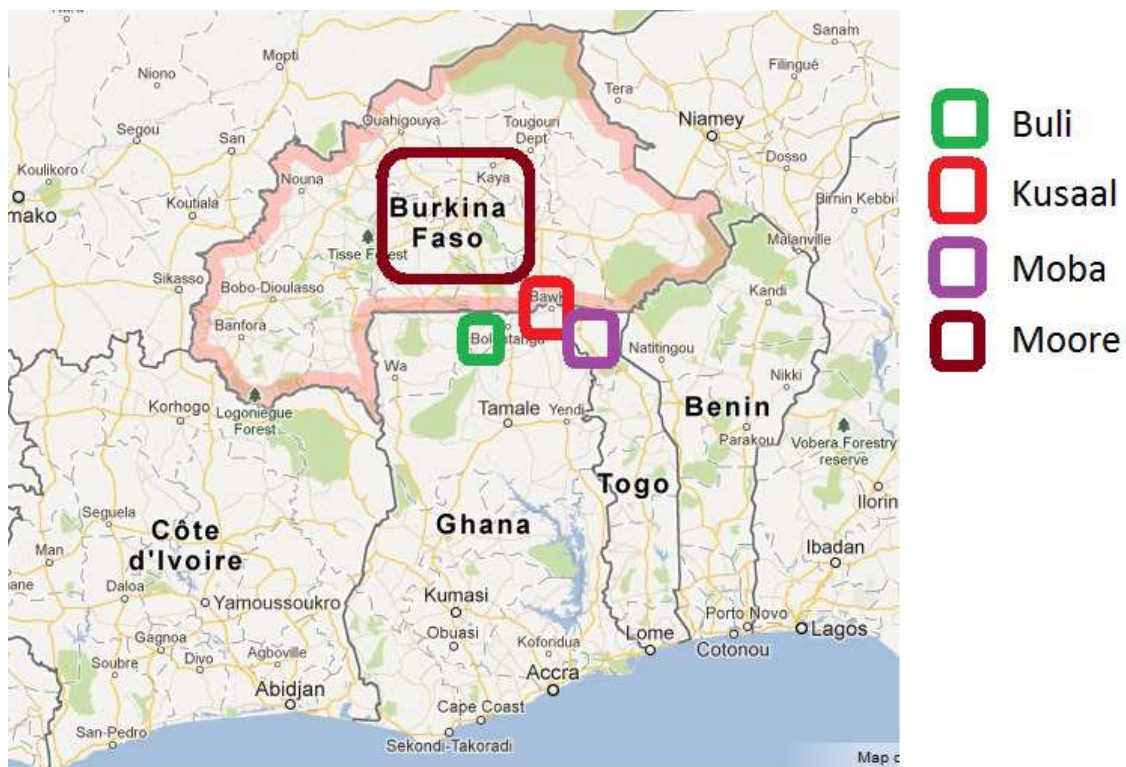 Sanam
Mopti
Filingué
Niono
Tera
Niamey
Ouahigouya
Tougouri
Dept
Segou
San
Dosso
Koulikoro
Nouna
Kaya
mako
Koutiala
Burkina
Faso
Birnin Kebbi
Tisse Forest
Malanville
Sikasso
Bobo-Dioulasso
Kandi
Banfora
Natitingou
Wa
Nikki
Korhogo
Logoniegue
Forest
Tamale
Yendi
Benin
Parakou
Vobera Forestry
reserve
Togo
Ilorin
Seguela
Ghana
Côte
d'Ivoire
Man
Ibadan
ane
Daloa
Yamoussoukro
Kumasi
Obuasi
Porto Novo
Gagnoa
Koforidua
Lome
Lagos
Soubre
Divo
Agboville
Cotonou
Accra
Abidjan
Cape Coast
San-Pedro
Sekondi-Takoradi
Map
Buli
Kusaal
Moba
Moore